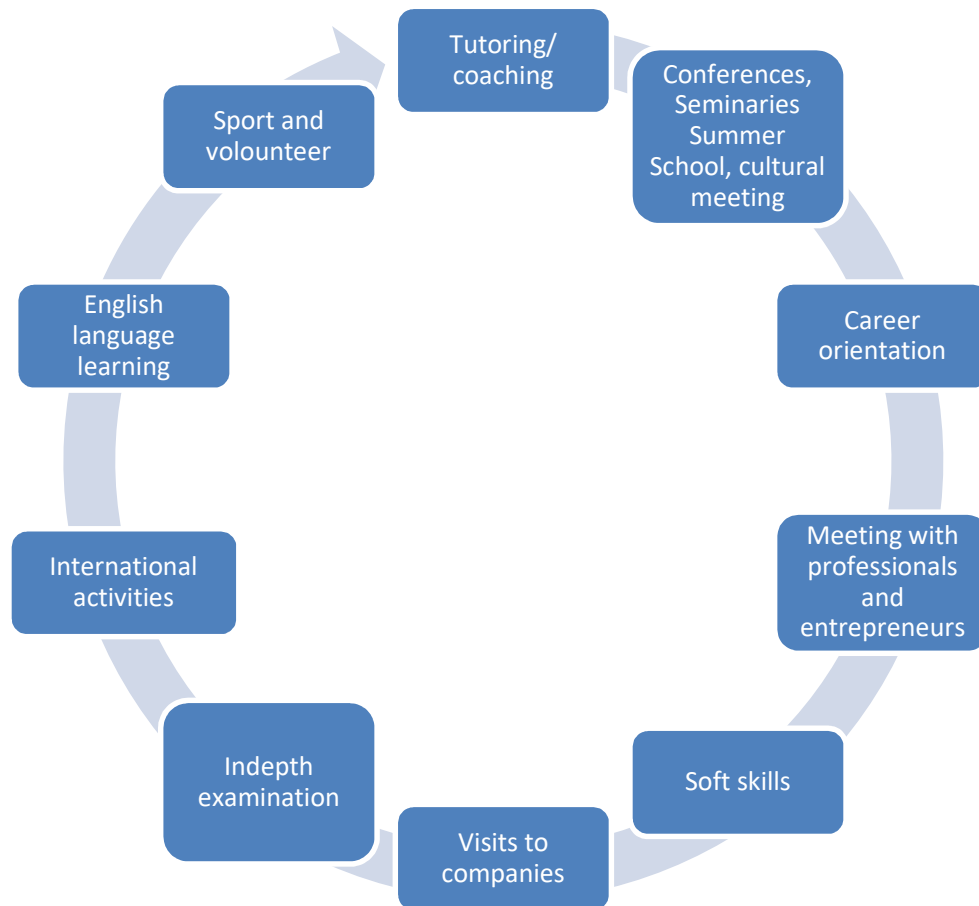 Tutoring/
coaching
Conferences,
Seminaries
Summer
School, cultural
meeting
Career
orientation
Meeting with
professionals
and
entrepreneurs
Soft skills
Visits to
companies
Indepth
examination
International
activities
English
language
learning
Sport and
volounteer